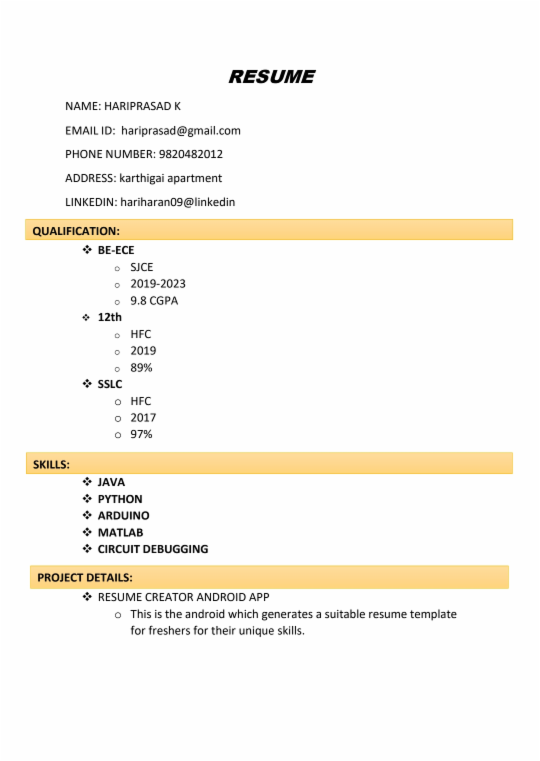 RESUME
NAME: HARIPRASAD K
EMAIL ID: hariprasad@gmail.com
PHONE NUMBER: 9820482012
ADDRESS: karthigai apartment
LINKEDIN: hariharan09@linkedin
QUALIFICATION:
❖ BE-ECE
o SJCE
o 2019-2023
o 9.8 CGPA
❖ 12th
o HFC
o 2019
o 89%
❖ SSLC
o HFC
o 2017
o 97%
SKILLS:
❖ JAVA
❖ PYTHON
❖ ARDUINO
❖ MATLAB
❖ CIRCUIT DEBUGGING
PROJECT DETAILS:
❖ RESUME CREATOR ANDROID APP
o This is the android which generates a suitable resume template
for freshers for their unique skills.